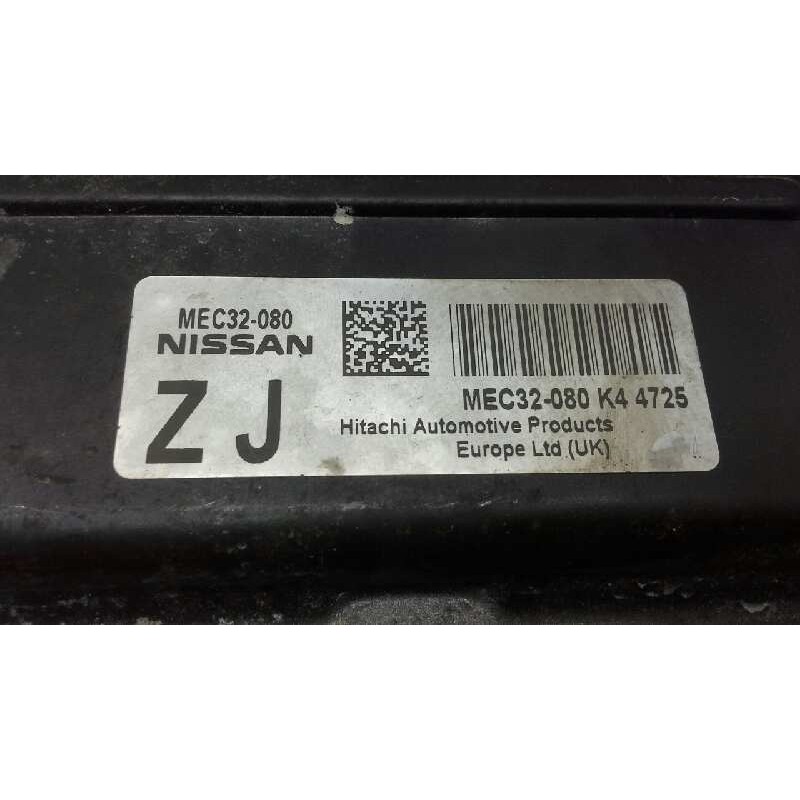 MEC32-080
NISSAN
Z J
MEC32-080 K4 4725
Hitachi Automotive Products
Europe Ltd (UK)